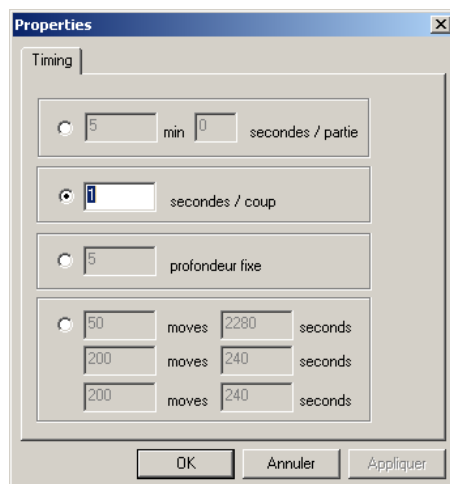 Properties
Timing
5 min 0 secondes / partie
1 secondes / coup
5 profondeur fixe
50 moves 2280 seconds
200 moves 240 seconds
200 moves 240 seconds
OK Annuler Appliquer